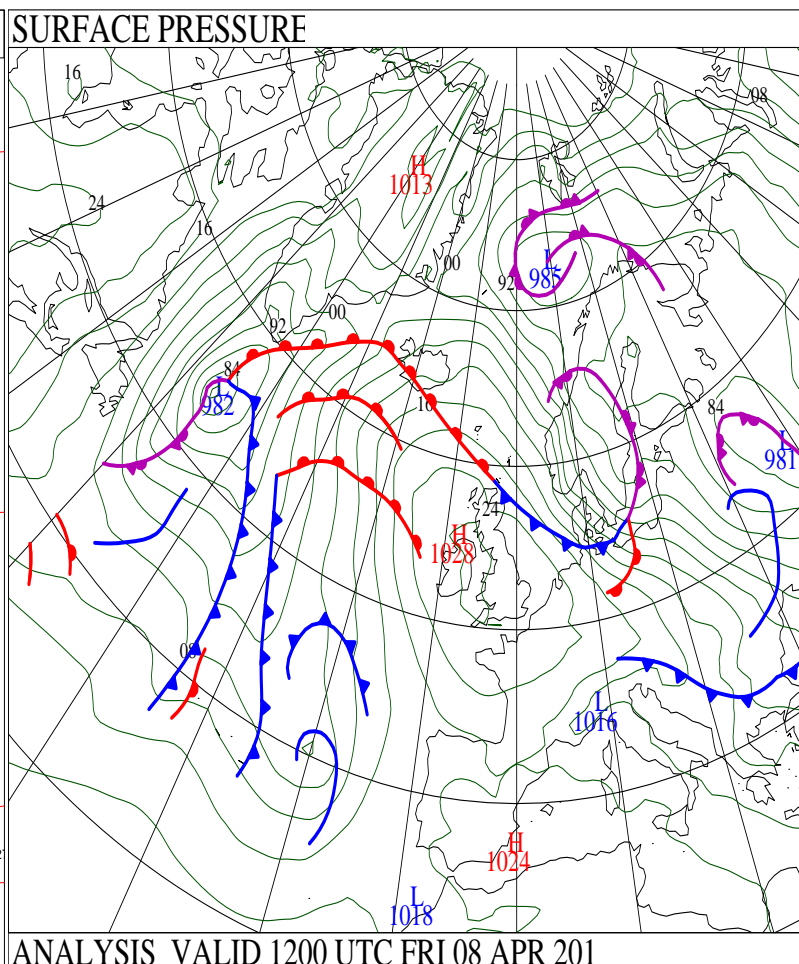 SURFACE PRESSURE
16
08
H
1013
24
16
00
L
985
92
00
92
84
L
982
16
84
L
981
24
H
1028
08
L
1016
H
1024
L
1018
ANALYSIS VALID 1200 UTC FRI 08 APR 201